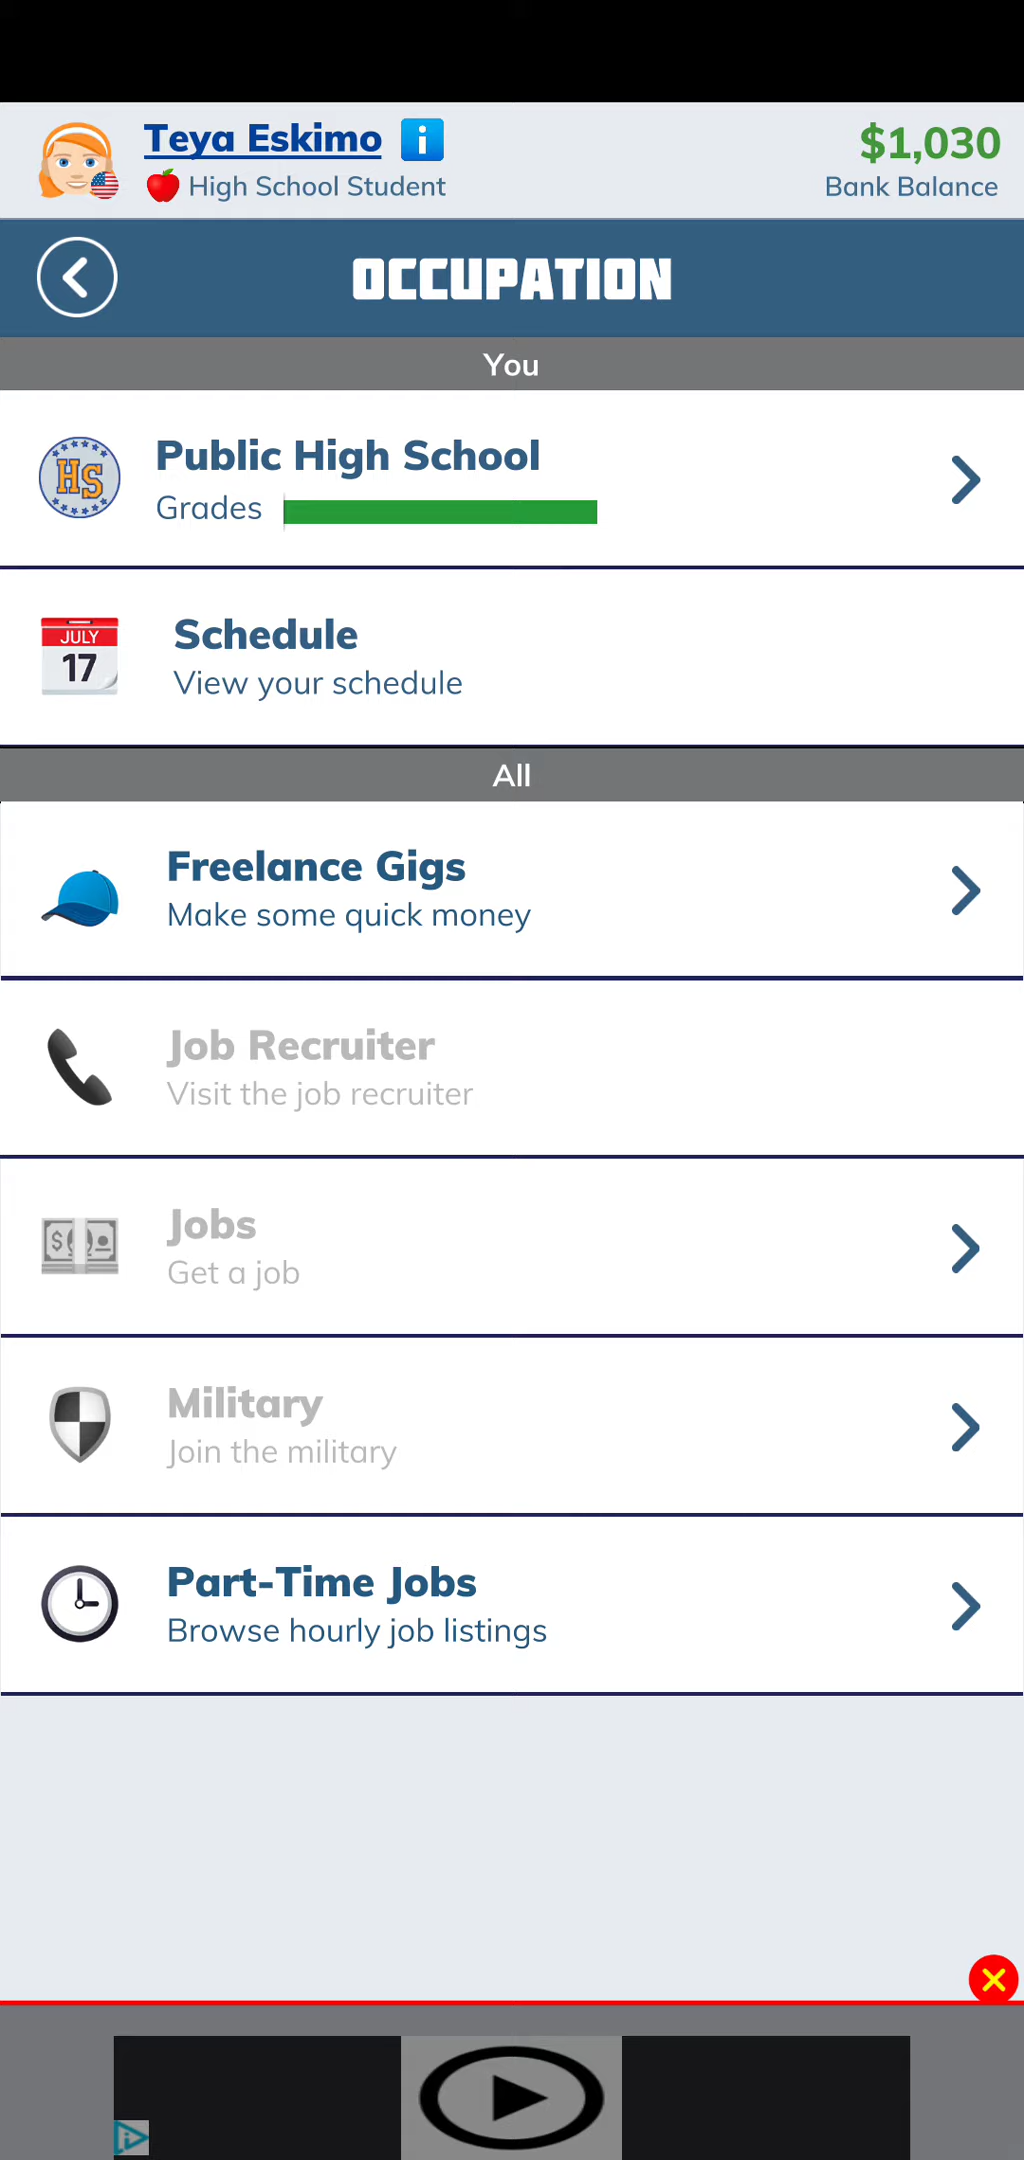 Teya Eskimo
$1,030
High School Student
Bank Balance
OCCUPATION
You
HS
Public High School
Grades
JULY
17
Schedule
View your schedule
All
Freelance Gigs
Make some quick money
Job Recruiter
Visit the job recruiter
Jobs
Get a job
Military
Join the military
Part-Time Jobs
Browse hourly job listings